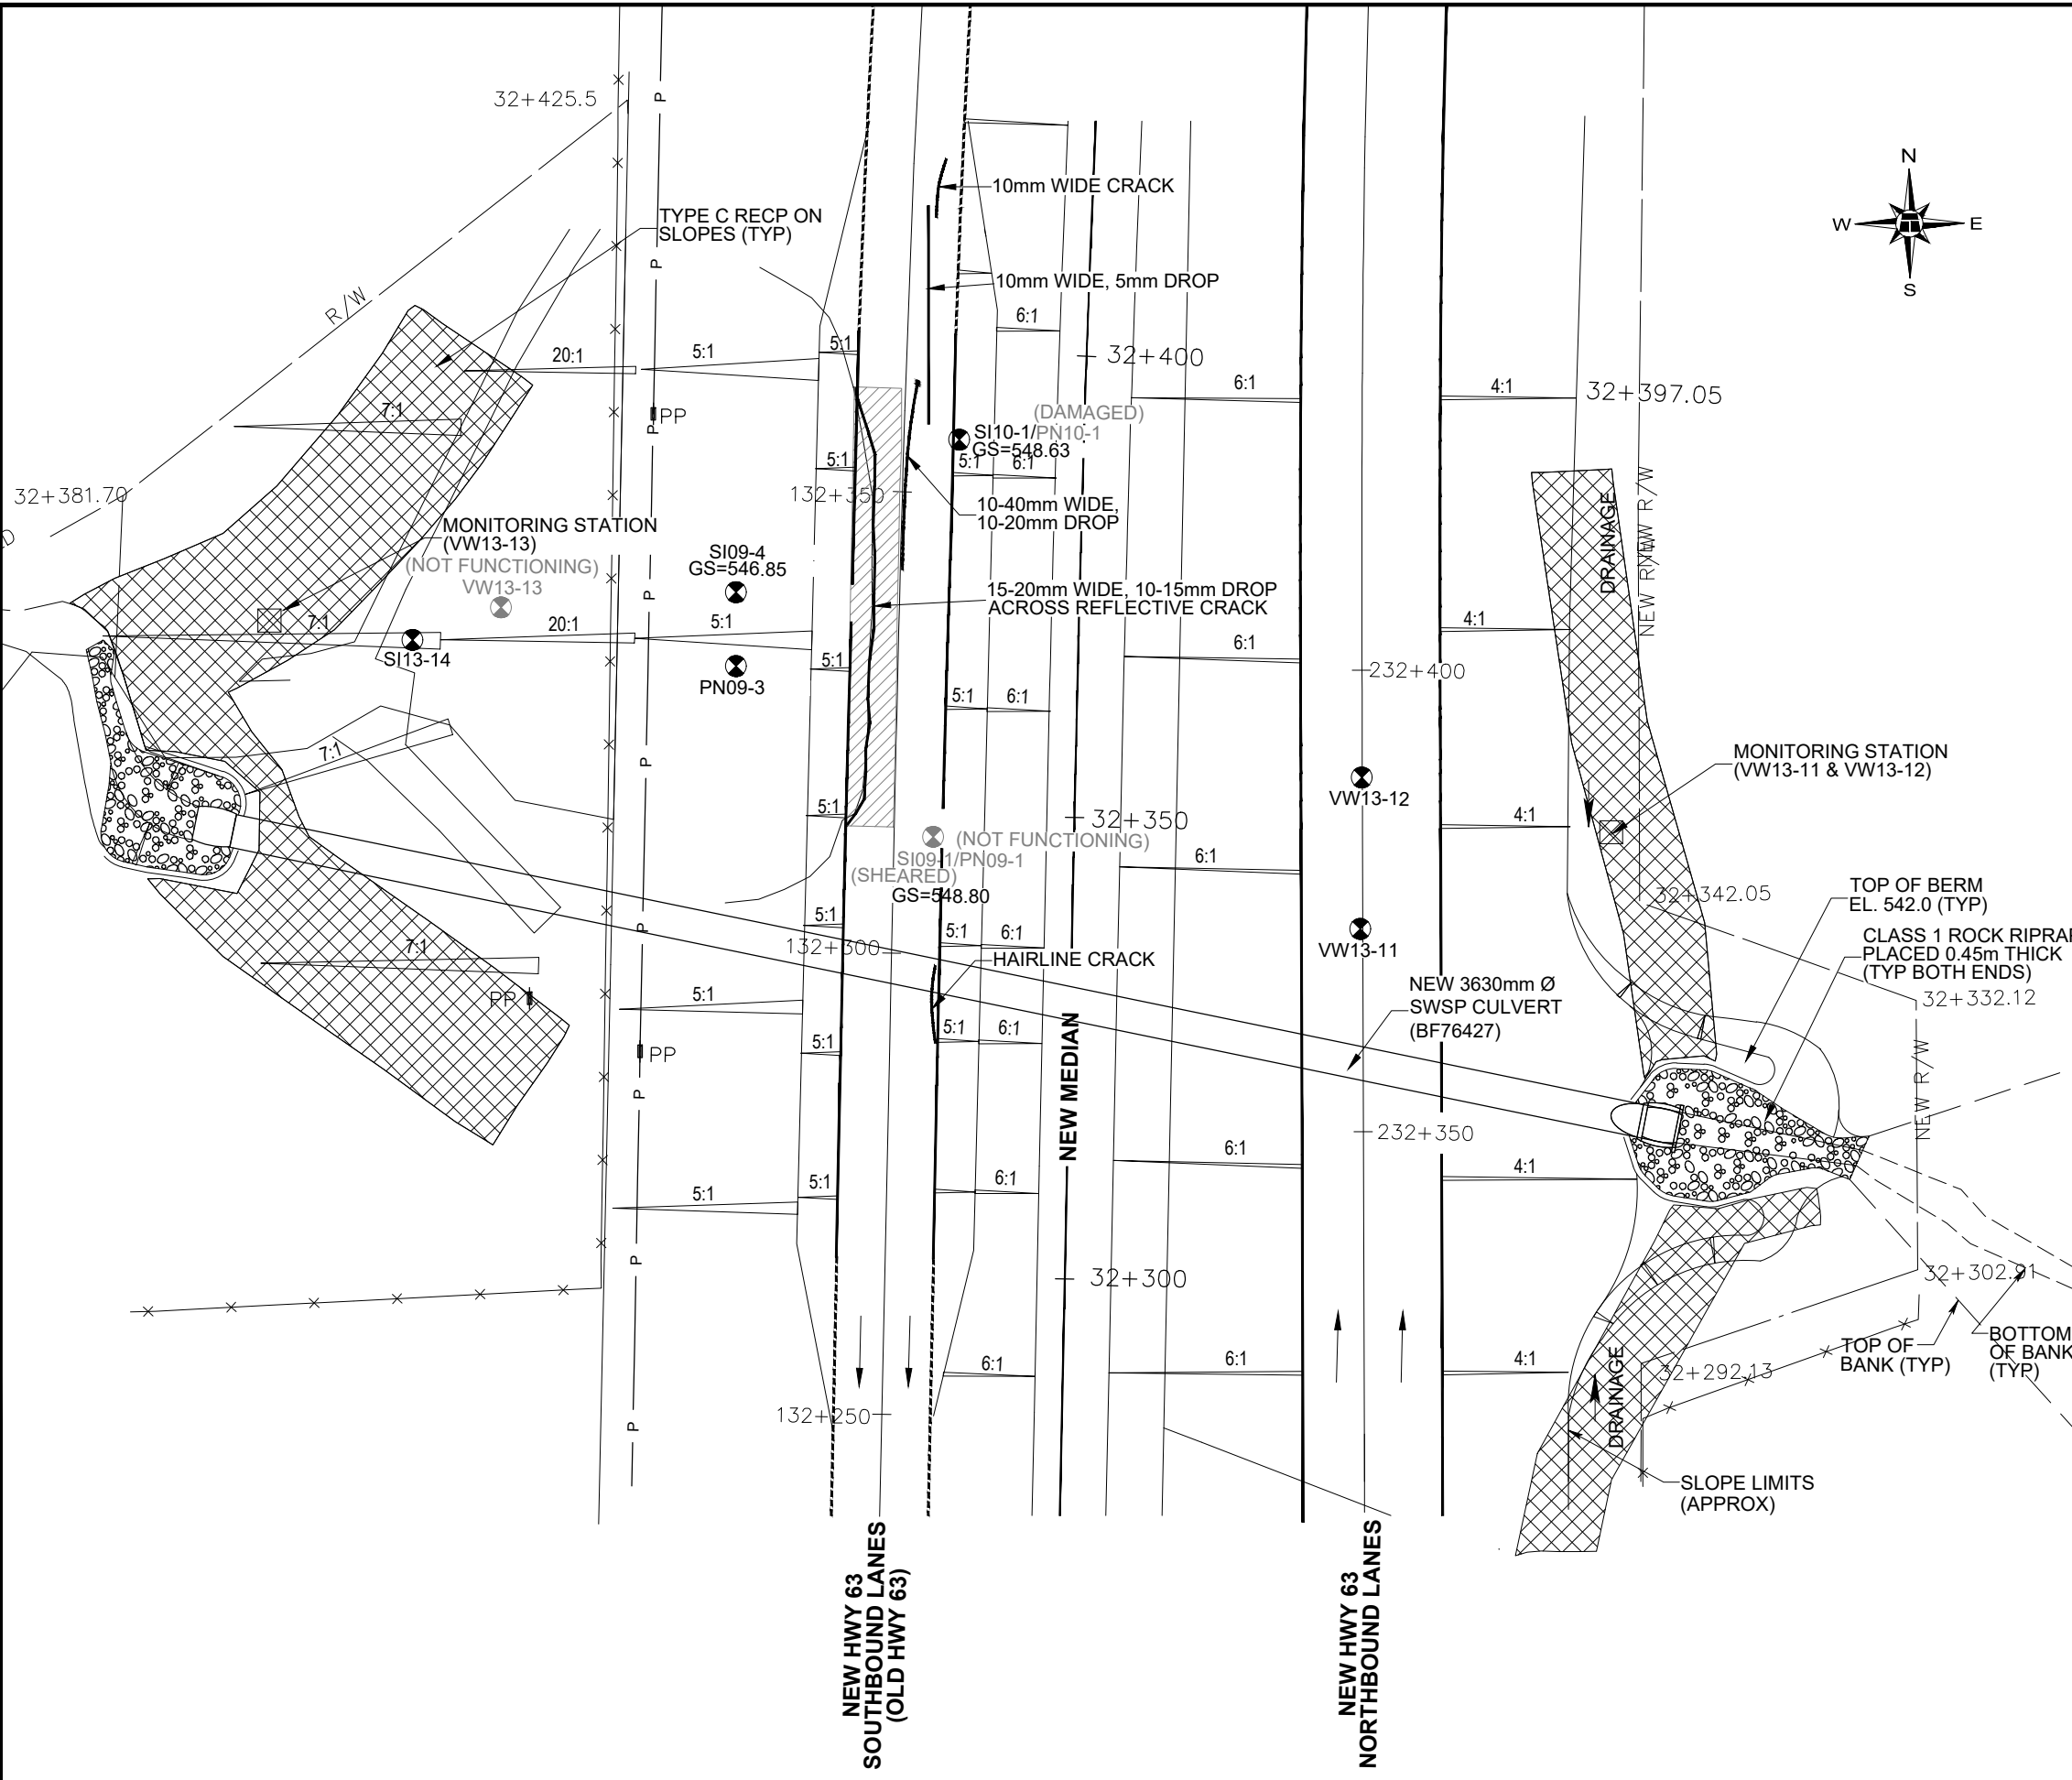 32+425.5
P
P
N
W
E
S
10mm WIDE CRACK
TYPE C RECP ON
SLOPES (TYP)
R/W
P
10mm WIDE, 5mm DROP
6:1
5:1
20:1
5:1
32+400
6:1
4:1
32+397.05
7:1
PP
P
(DAMAGED)
SI10-1/PN10-1
GS=548.63
5:1
5:1
6:1
32+381.70
132+350
10-40mm WIDE,
10-20mm DROP
MONITORING STATION
(VW13-13)
(NOT FUNCTIONING)
VW13-13
P
DRAINAGE
NEW R/W
SI09-4
GS=546.85
P
15-20mm WIDE, 10-15mm DROP
ACROSS REFLECTIVE CRACK
7:1
20:1
5:1
4:1
6:1
SI13-14
5:1
PN09-3
232+400
5:1
6:1
7:1
P
MONITORING STATION
(VW13-11 & VW13-12)
VW13-12
5:1
32+350
4:1
(NOT FUNCTIONING)
SI09-1/PN09-1
(SHEARED)
GS=548.80
6:1
32+342.05
TOP OF BERM
EL. 542.0 (TYP)
5:1
P
5:1
6:1
7:1
132+300
VW13-11
CLASS 1 ROCK RIPRAP
PLACED 0.45m THICK
(TYP BOTH ENDS)
HAIRLINE CRACK
32+332.12
PP
5:1
NEW 3630mm Ø
SWSP CULVERT
(BF76427)
5:1
6:1
5:1
PP
NEW MEDIAN
NEW R/W
P
232+350
6:1
4:1
5:1
5:1
6:1
P
32+300
32+302.91
TOP OF
BANK (TYP)
BOTTOM
OF BANK
(TYP)
6:1
6:1
4:1
32+292.13
DRAINAGE
132+250
P
SLOPE LIMITS
(APPROX)
NEW HWY 63
SOUTHBOUND LANES
(OLD HWY 63)
NEW HWY 63
NORTHBOUND LANES